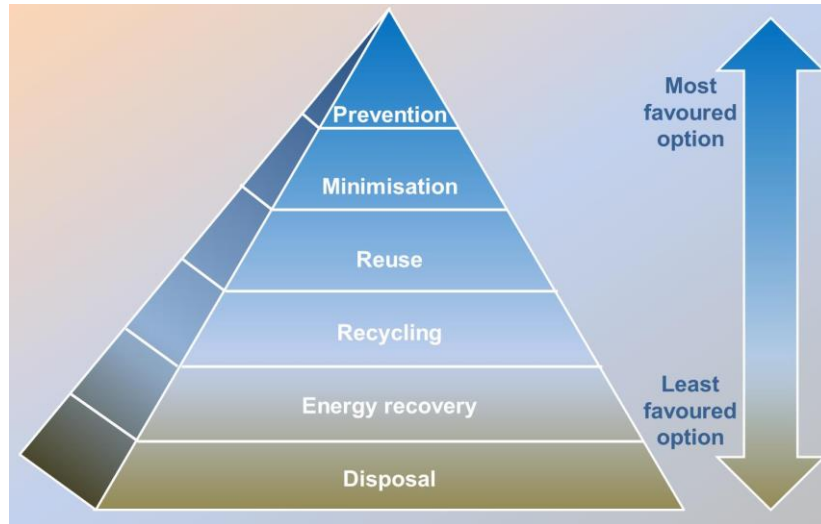 Prevention
Minimisation
Reuse
Recycling
Energy recovery
Disposal
Most
favoured
option
Least
favoured
option